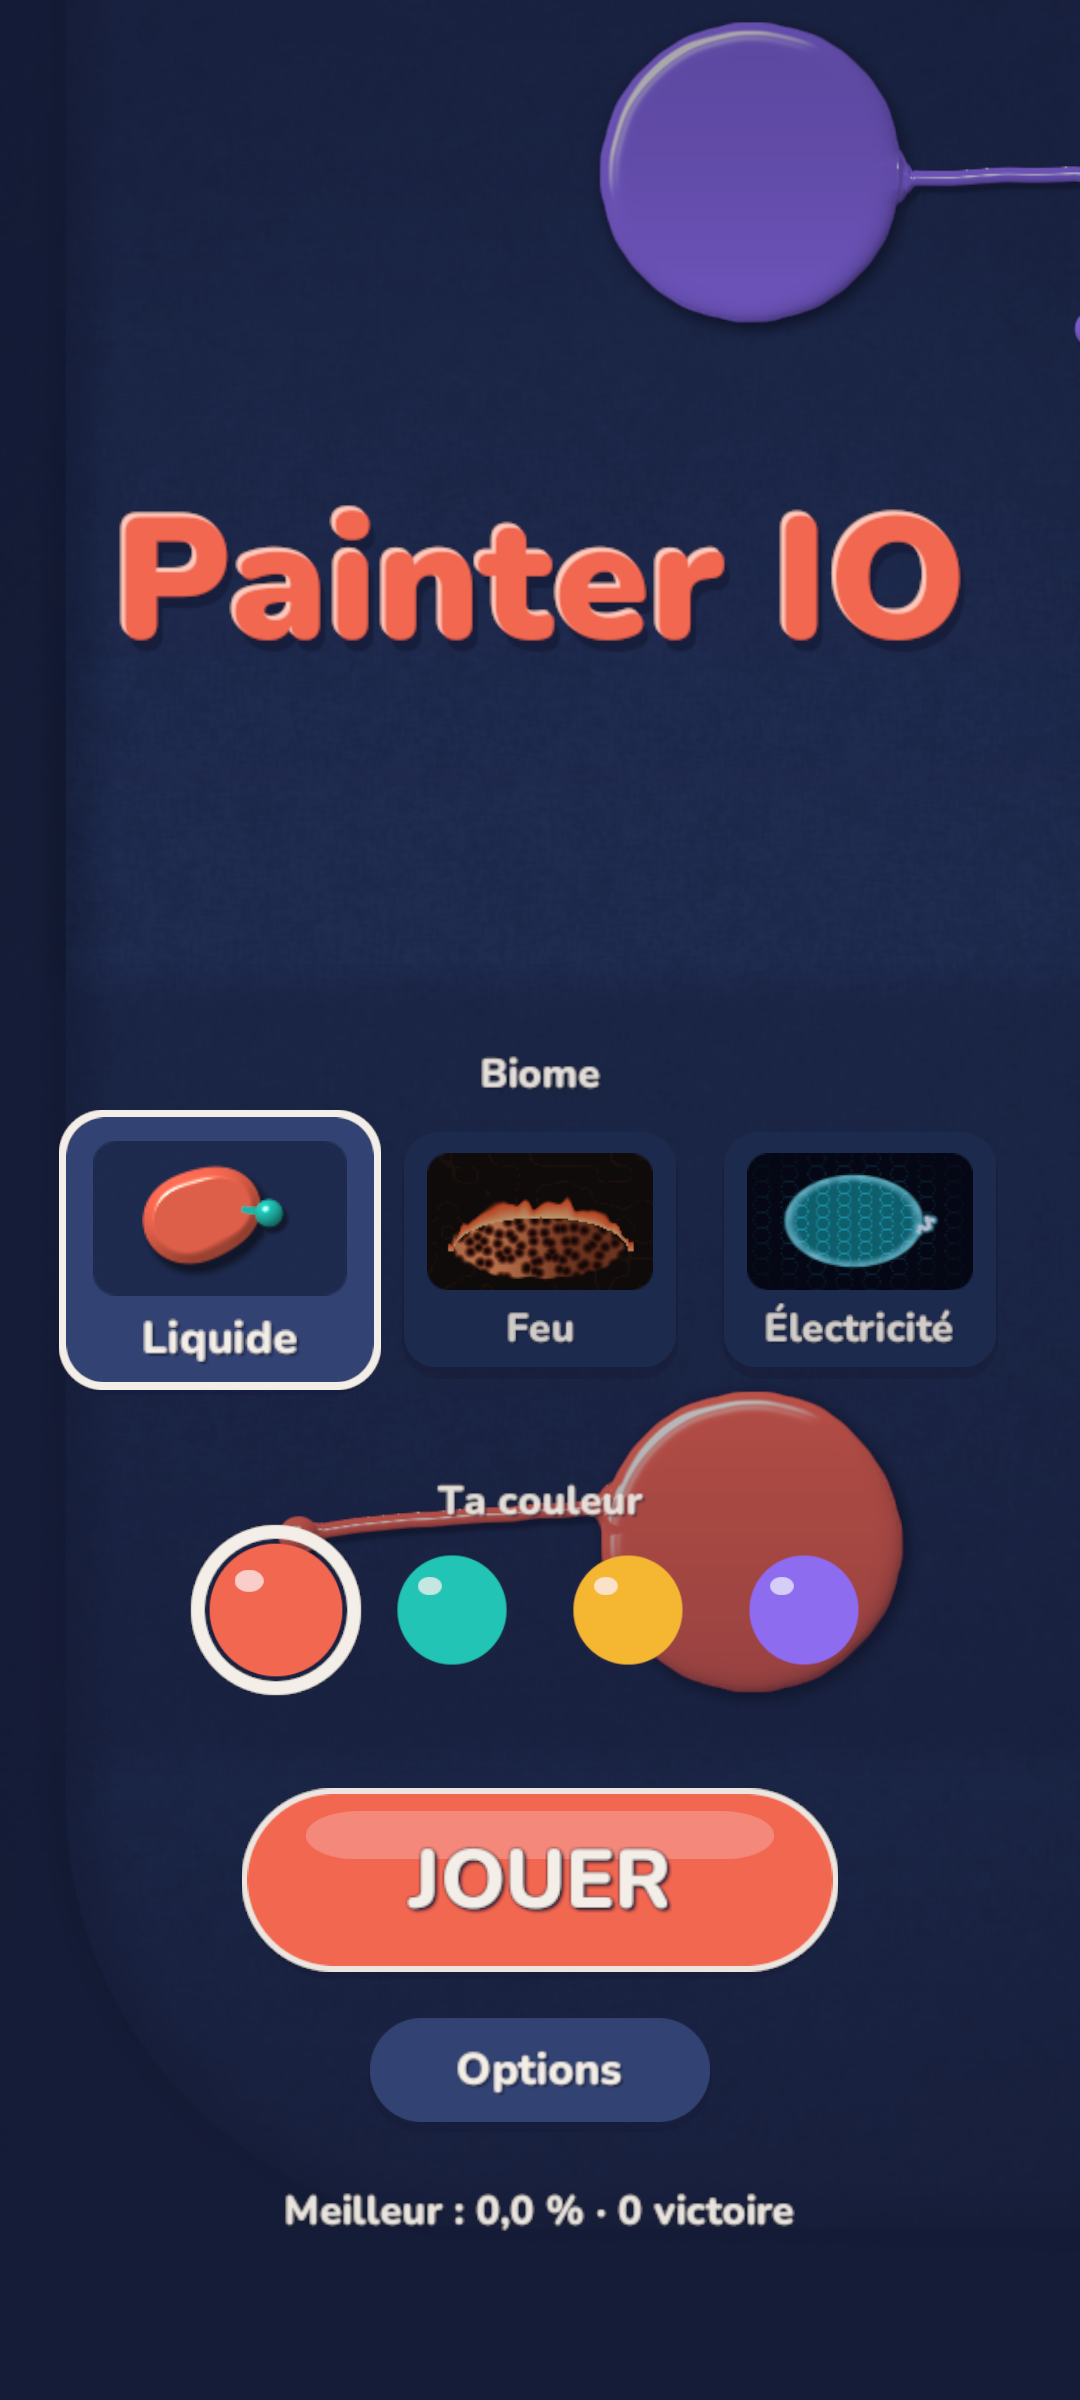 Painter IO
Biome
Liquide
Feu
Électricité
Ta couleur
JOUER
Options
Meilleur : 0,0 % · 0 victoire